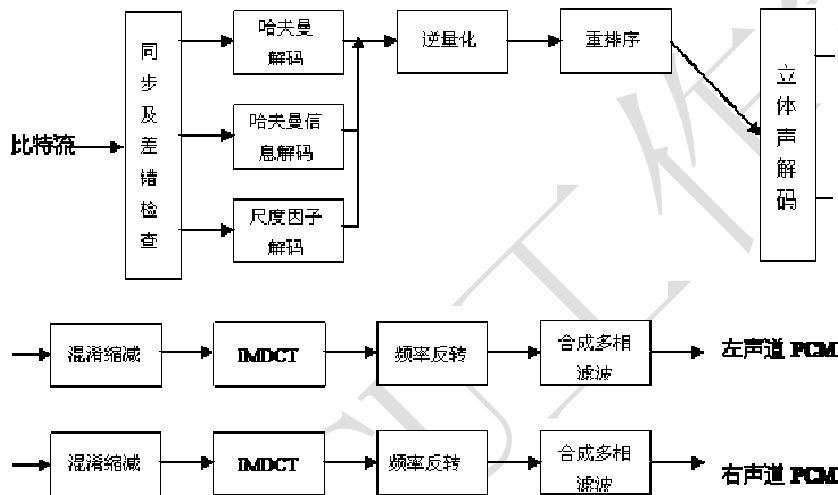 比特流
同步及差错检查
哈夫曼
解码
哈夫曼信
息解码
尺度因子
解码
逆量化
重排序
立体声解码
混淆缩减
IMDCT
频率反转
合成多相
滤波
左声道 PCM
混淆缩减
IMDCT
频率反转
合成多相
滤波
右声道 PCM